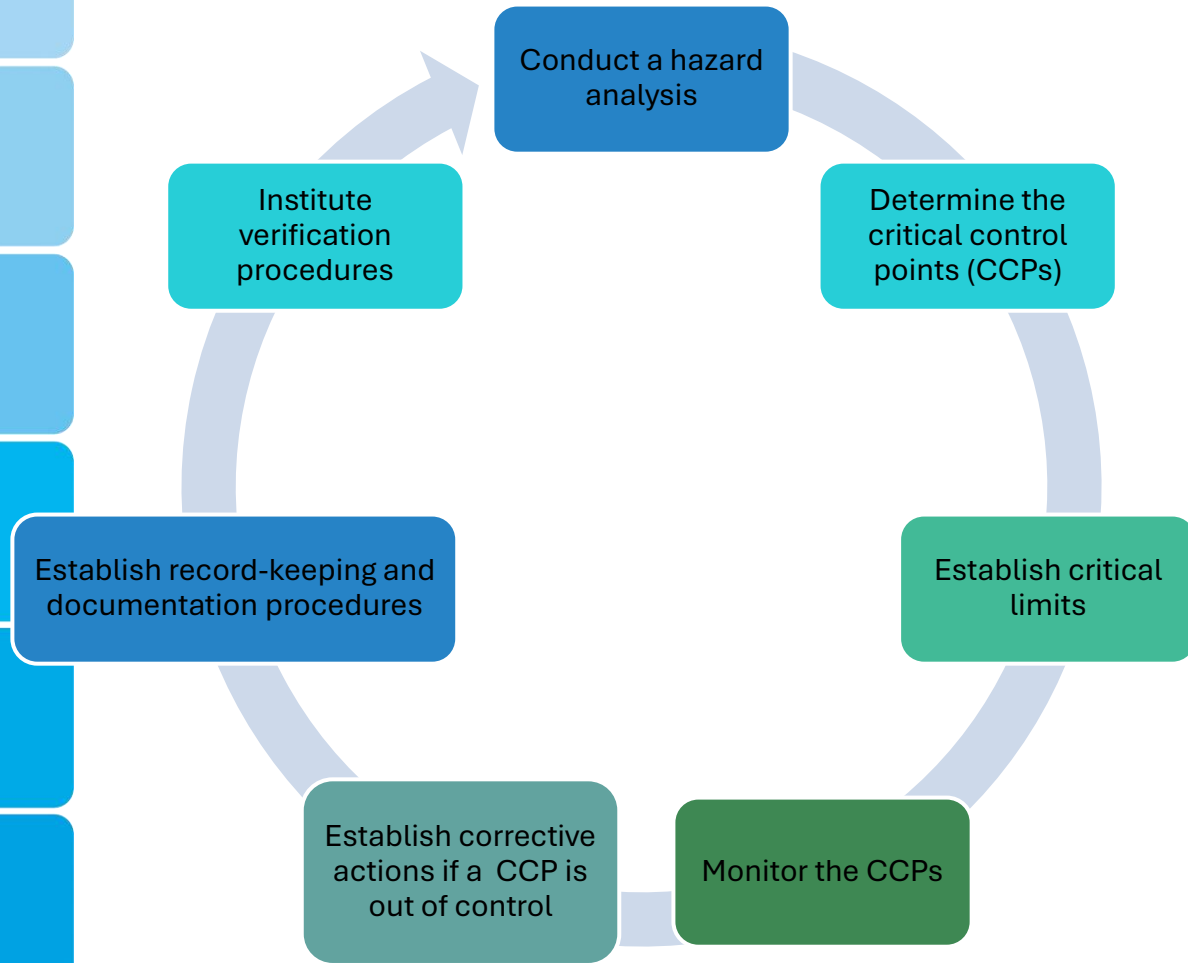 Conduct a hazard
analysis
Determine the
critical control
points (CCPs)
Establish critical
limits
Monitor the CCPs
Establish corrective
actions if a  CCP is
out of control
Establish record-keeping and
documentation procedures
Institute
verification
procedures